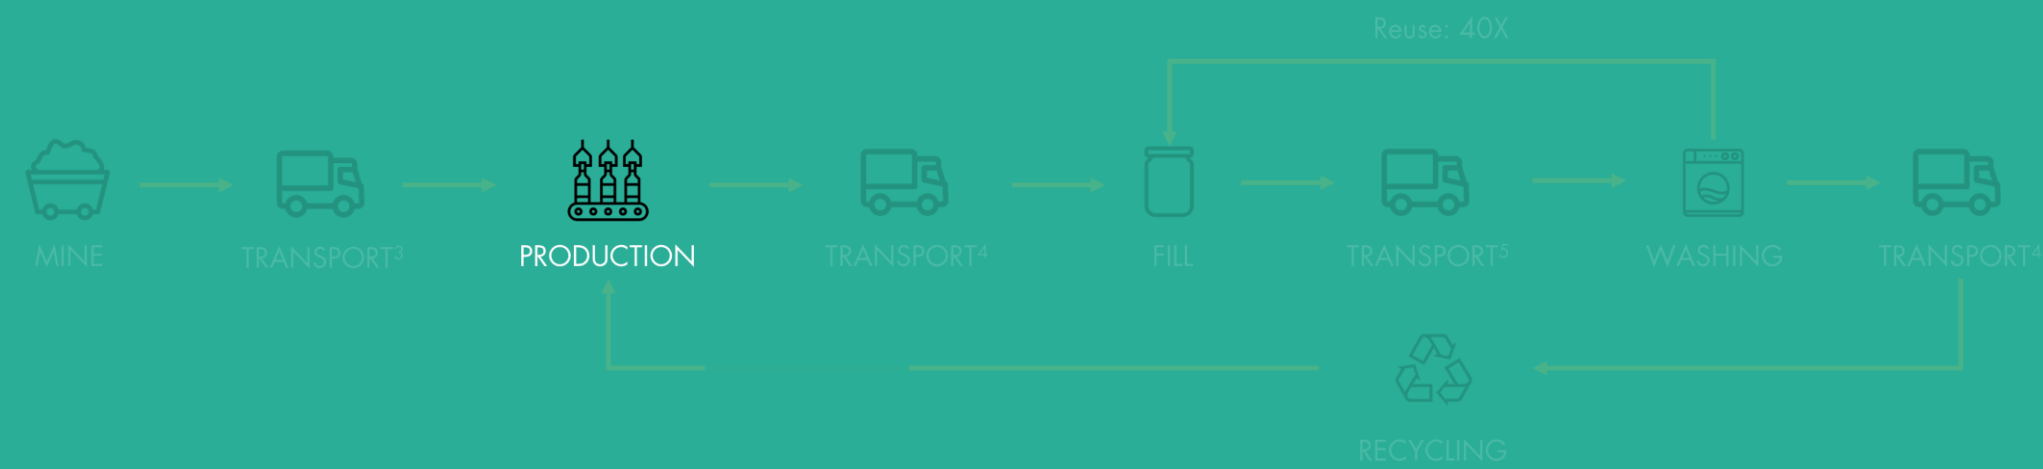 Reuse: 40X
MINE
TRANSPORT³
PRODUCTION
TRANSPORT⁴
FILL
TRANSPORT⁵
WASHING
TRANSPORT⁴
RECYCLING